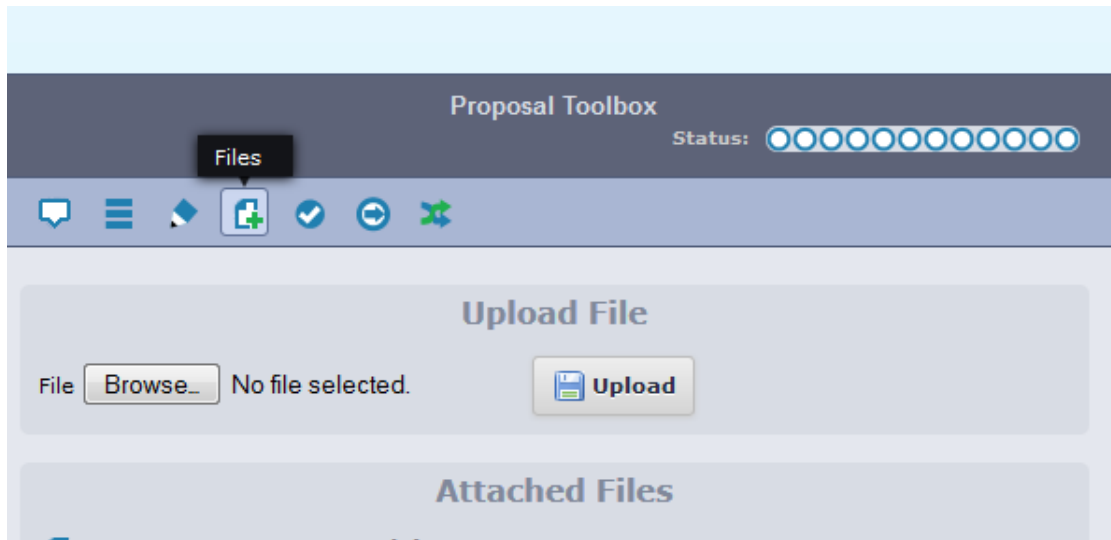 Proposal Toolbox
Status:
Files
Upload File
File Browse… No file selected. Upload
Attached Files